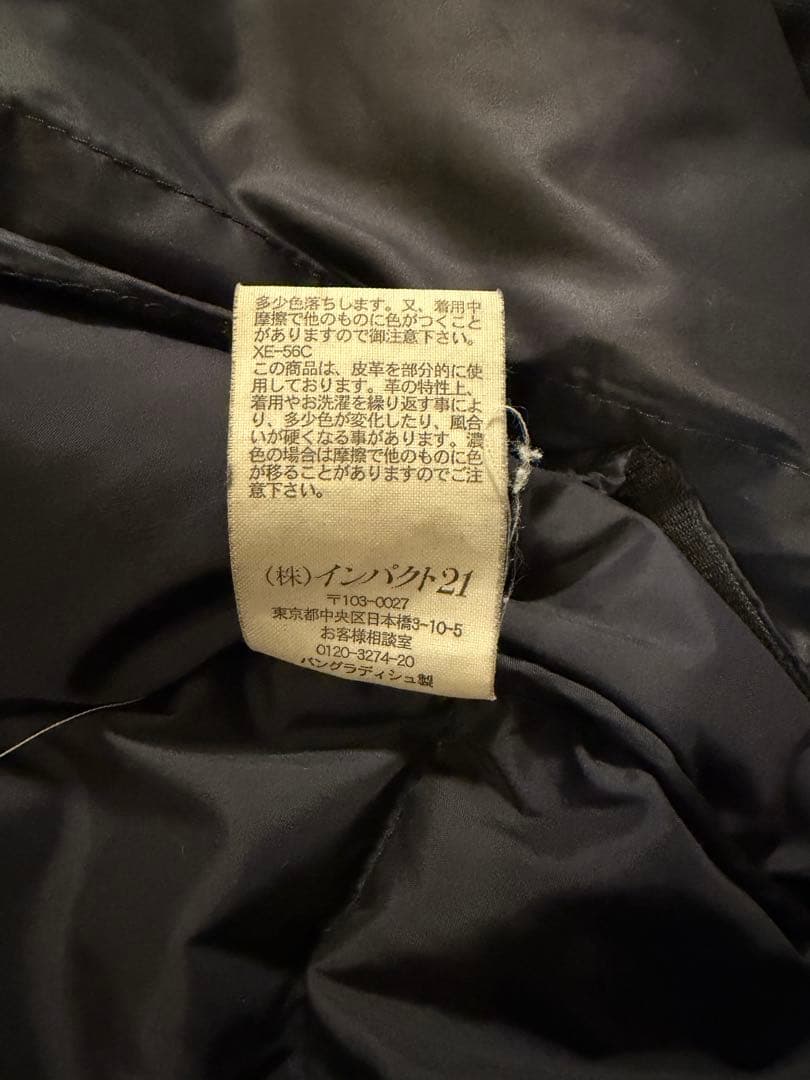 多少色落ちします。又、着用中
摩擦で他のものに色がつくこと
がありますので御注意下さい。
XE-56C
この商品は、皮革を部分的に使
用しております。革の特性上、
着用やお洗濯を繰り返す事によ
り、多少色が変化したり、風合
いが硬くなる事があります。濃
色の場合は摩擦で他のものに色
が移ることがありますのでご注
意下さい。
(株)インパクト21
〒103-0027
東京都中央区日本橋3-10-5
お客様相談室
0120-3274-20
バングラディシュ製